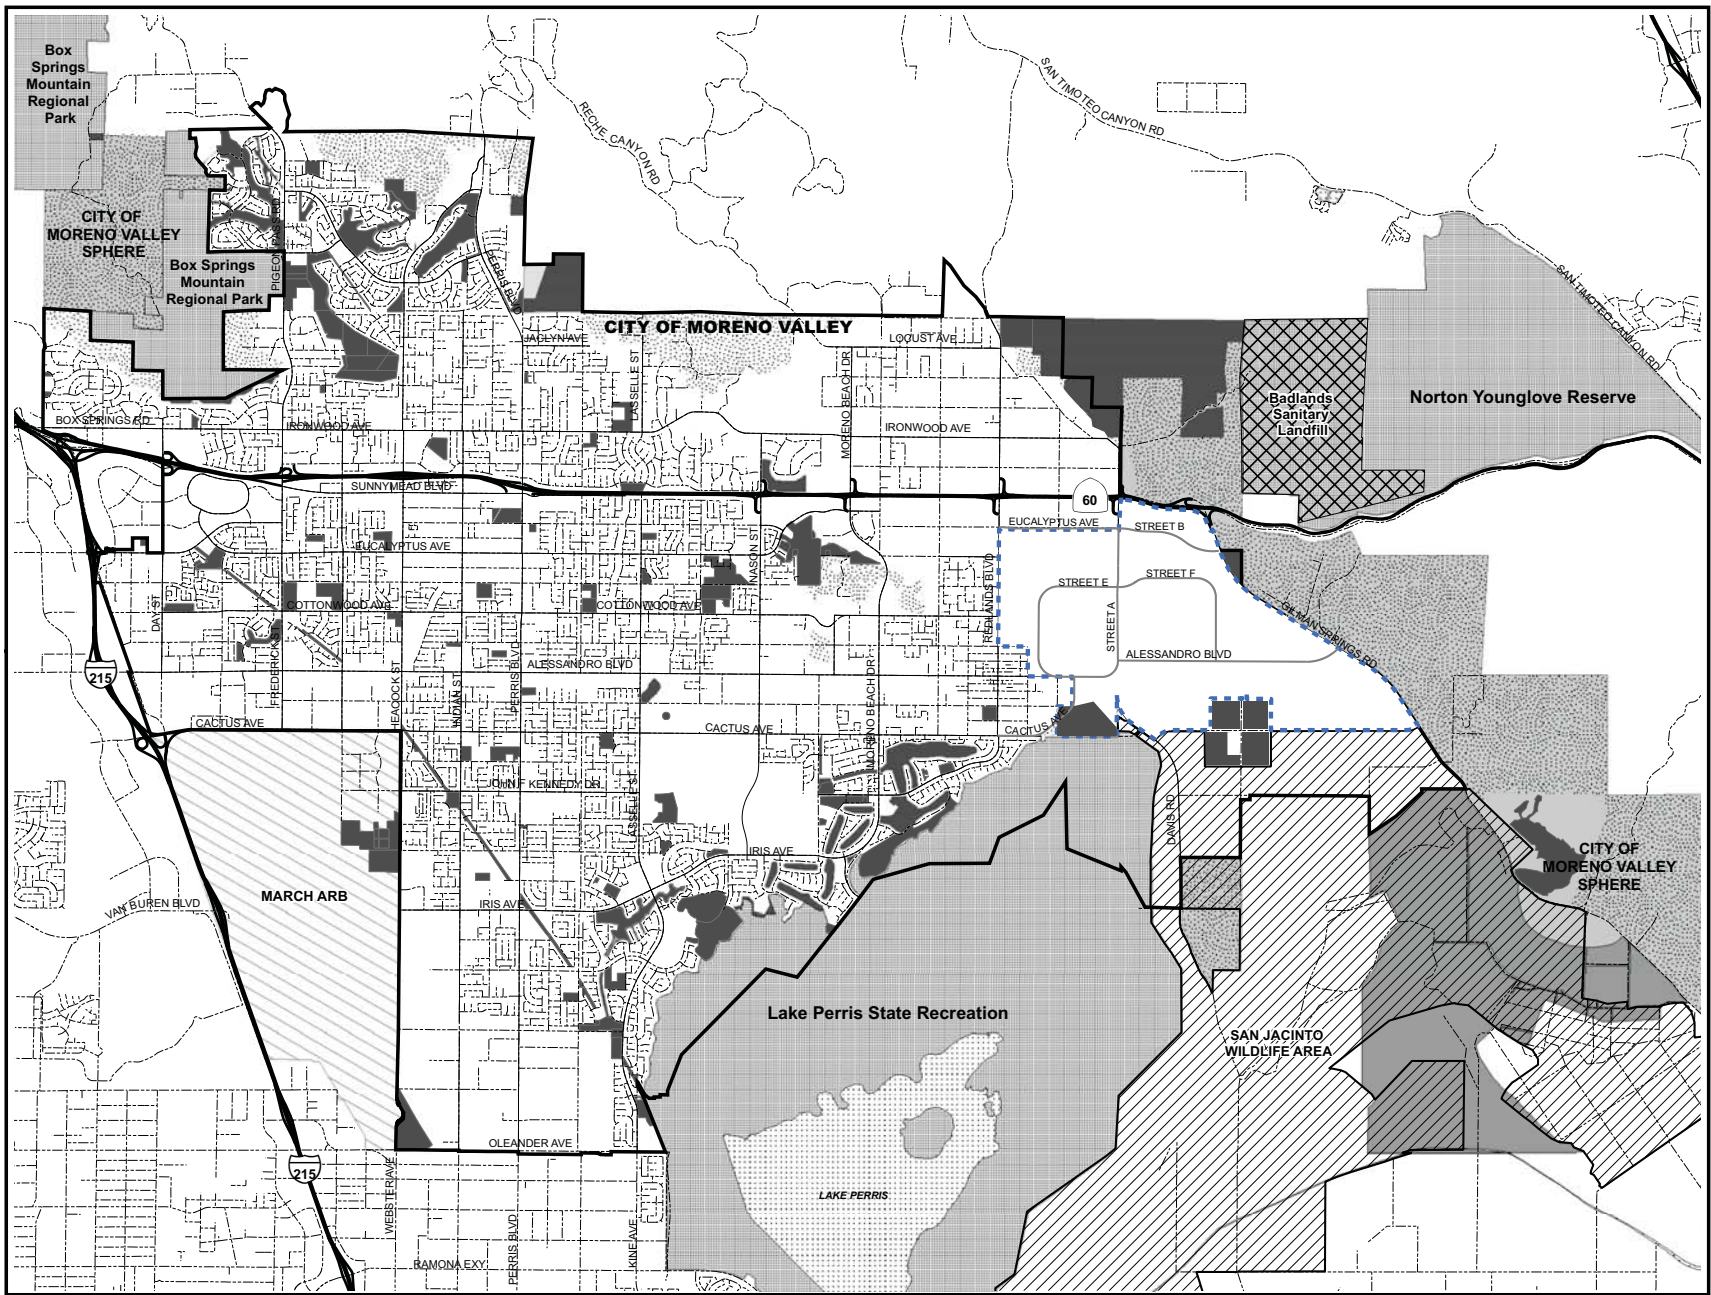 Box
Springs
Mountain
Regional
Park
SAN TIMOTEO CANYON RD
RECHE CANYON RD
CITY OF
MORENO VALLEY
SPHERE
PIGEON PASS RD
Box Springs
Mountain
Regional Park
PERRIS BLVD
SAN TIMOTEO CANYON RD
CITY OF MORENO VALLEY
JACLYN AVE
LOCUST AVE
LASSELLE ST
MORENO BEACH DR
Badlands
Sanitary
Landfill
Norton Younglove Reserve
BOX SPRINGS RD
IRONWOOD AVE
IRONWOOD AVE
SUNNYMEAD BLVD
60
EUCALYPTUS AVE
STREET B
EUCALYPTUS AVE
NASON ST
REDLANDS BLVD
STREET E
STREET F
STREET A
DAY ST
COTTONWOOD AVE
COTTONWOOD AVE
GILMAN SPRINGS RD
FREDERICK ST
ALESSANDRO BLVD
ALESSANDRO BLVD
215
HEACOCK ST
INDIAN ST
PERRIS BLVD
MORENO BEACH DR
CACTUS AVE
CACTUS AVE
CACTUS AVE
JOHN F KENNEDY DR
LASSELLE ST
DAVIS RD
IRIS AVE
CITY OF
MORENO VALLEY
SPHERE
MARCH ARB
VAN BUREN BLVD
IRIS AVE
Lake Perris State Recreation
SAN JACINTO
WILDLIFE AREA
OLEANDER AVE
215
WEBSTER AVE
LAKE PERRIS
PERRIS BLVD
KINE AVE
RAMONA EXY